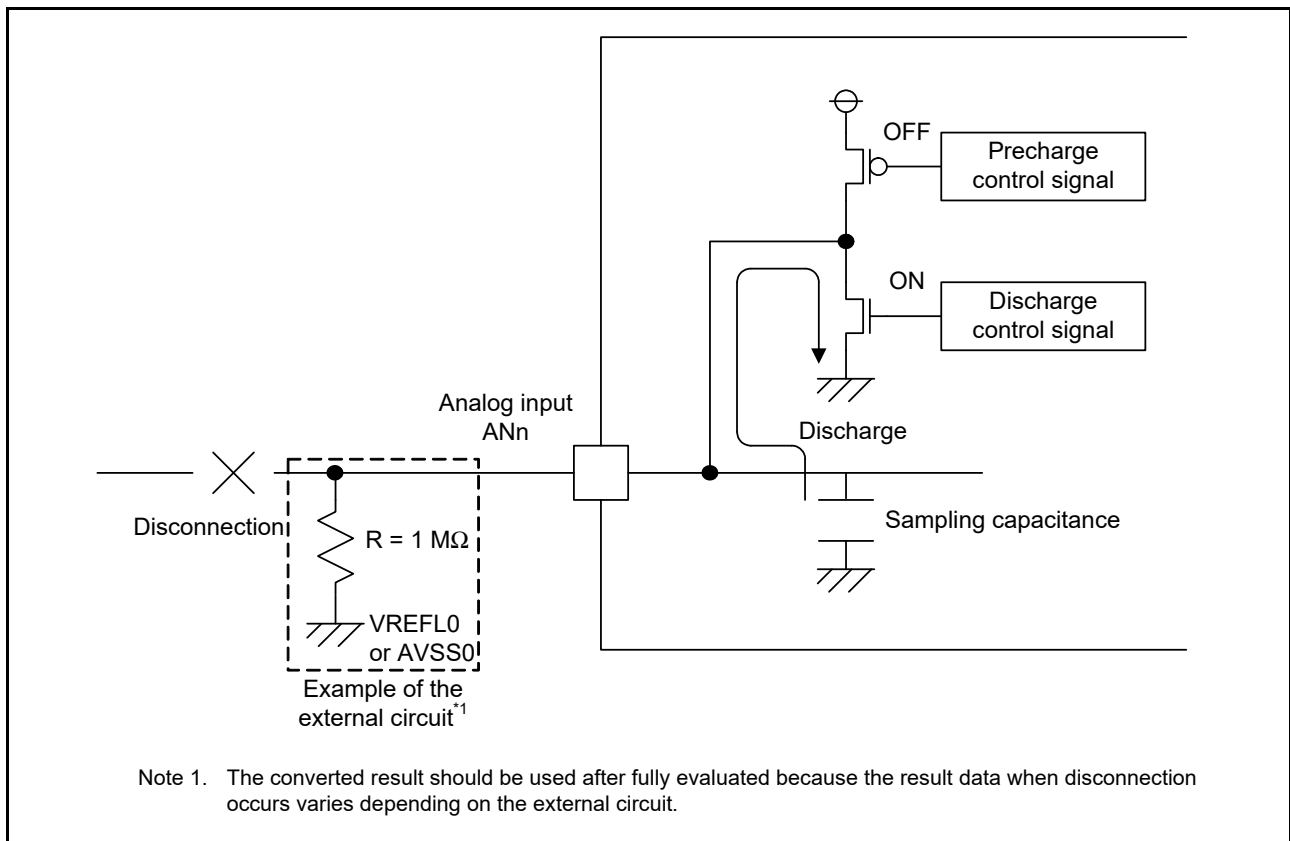 OFF
Precharge
control signal
ON
Discharge
control signal
Analog input
ANn
Discharge
Disconnection
R = 1 MΩ
Sampling capacitance
VREFL0
or AVSS0
Example of the
external circuit*1
Note 1. The converted result should be used after fully evaluated because the result data when disconnection
occurs varies depending on the external circuit.